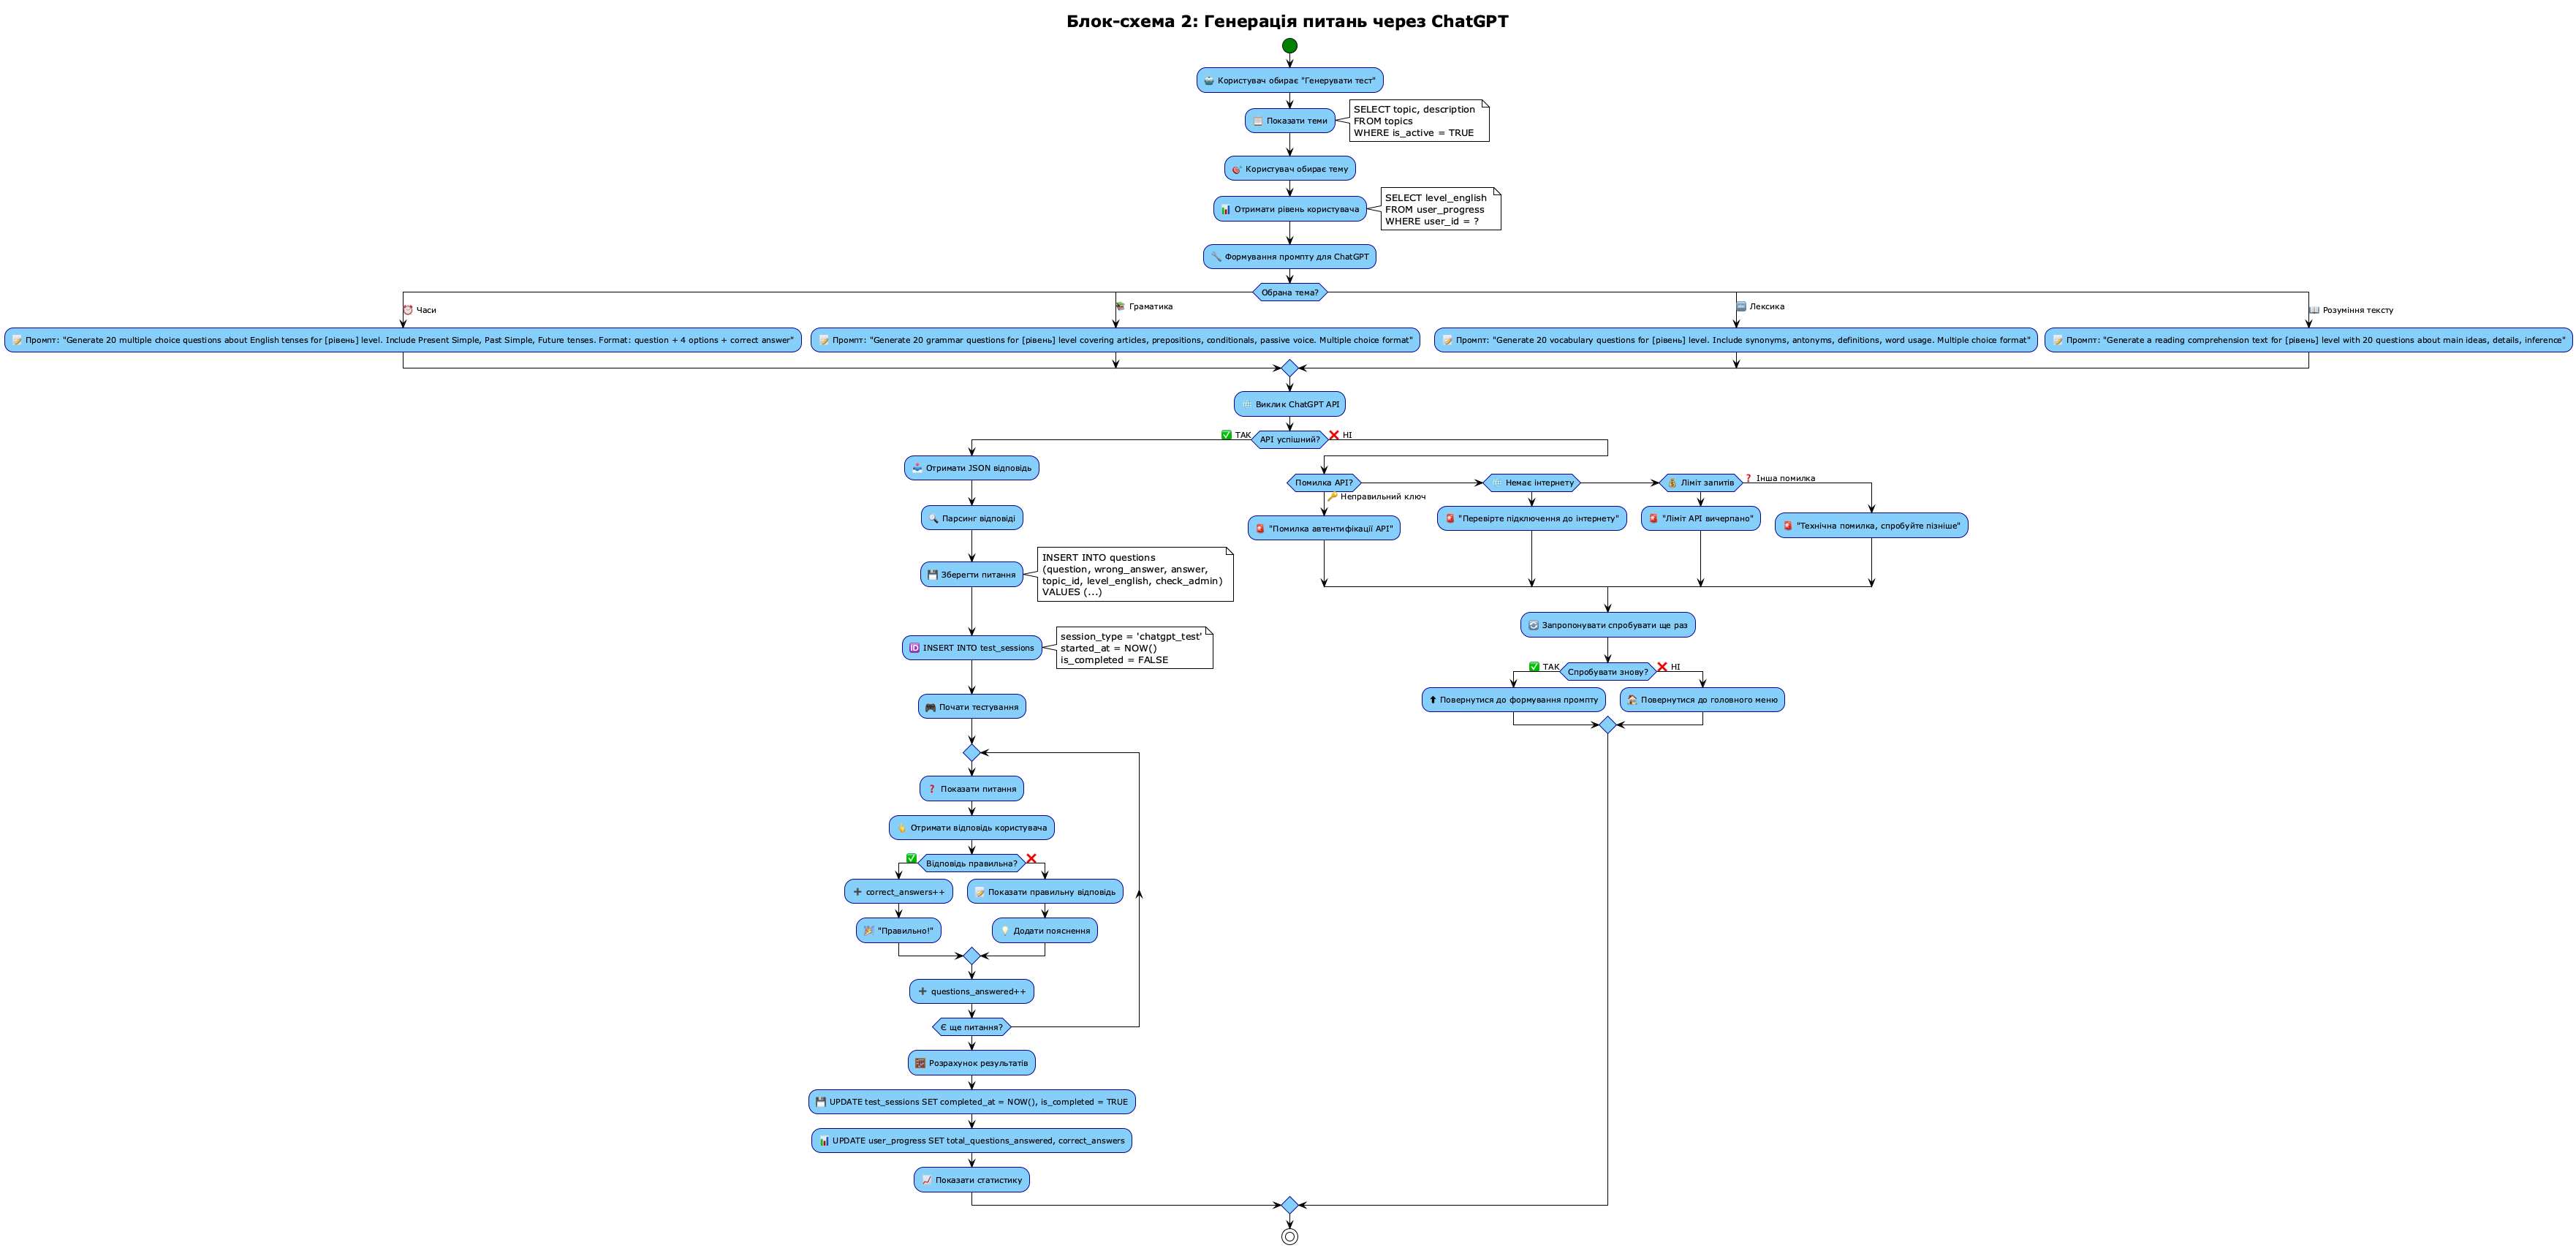 Блок-схема 2: Генерація питань через ChatGPT
🤖 Користувач обирає "Генерувати тест"
📋 Показати теми
SELECT topic, description
FROM topics
WHERE is_active = TRUE
🎯 Користувач обирає тему
📊 Отримати рівень користувача
SELECT level_english
FROM user_progress
WHERE user_id = ?
🔧 Формування промпту для ChatGPT
Обрана тема?
⏰ Часи
📚 Граматика
🔤 Лексика
📖 Розуміння тексту
📝 Промпт: "Generate 20 multiple choice questions about English tenses for [рівень] level. Include Present Simple, Past Simple, Future tenses. Format: question + 4 options + correct answer"
📝 Промпт: "Generate 20 grammar questions for [рівень] level covering articles, prepositions, conditionals, passive voice. Multiple choice format"
📝 Промпт: "Generate 20 vocabulary questions for [рівень] level. Include synonyms, antonyms, definitions, word usage. Multiple choice format"
📝 Промпт: "Generate a reading comprehension text for [рівень] level with 20 questions about main ideas, details, inference"
🌐 Виклик ChatGPT API
✅ ТАК
API успішний?
❌ НІ
📥 Отримати JSON відповідь
🔍 Парсинг відповіді
💾 Зберегти питання
INSERT INTO questions
(question, wrong_answer, answer,
topic_id, level_english, check_admin)
VALUES (...)
🆔 INSERT INTO test_sessions
session_type = 'chatgpt_test'
started_at = NOW()
is_completed = FALSE
🎮 Почати тестування
❓ Показати питання
👆 Отримати відповідь користувача
✅
Відповідь правильна?
❌
➕ correct_answers++
🎉 "Правильно!"
📝 Показати правильну відповідь
💡 Додати пояснення
➕ questions_answered++
Є ще питання?
🧮 Розрахунок результатів
💾 UPDATE test_sessions SET completed_at = NOW(), is_completed = TRUE
📊 UPDATE user_progress SET total_questions_answered, correct_answers
📈 Показати статистику
Помилка API?
🔑 Неправильний ключ
🚨 "Помилка автентифікації API"
🌐 Немає інтернету
🚨 "Перевірте підключення до інтернету"
💰 Ліміт запитів
🚨 "Ліміт API вичерпано"
❓ Інша помилка
🚨 "Технічна помилка, спробуйте пізніше"
🔄 Запропонувати спробувати ще раз
✅ ТАК
Спробувати знову?
❌ НІ
⬆ Повернутися до формування промпту
🏠 Повернутися до головного меню